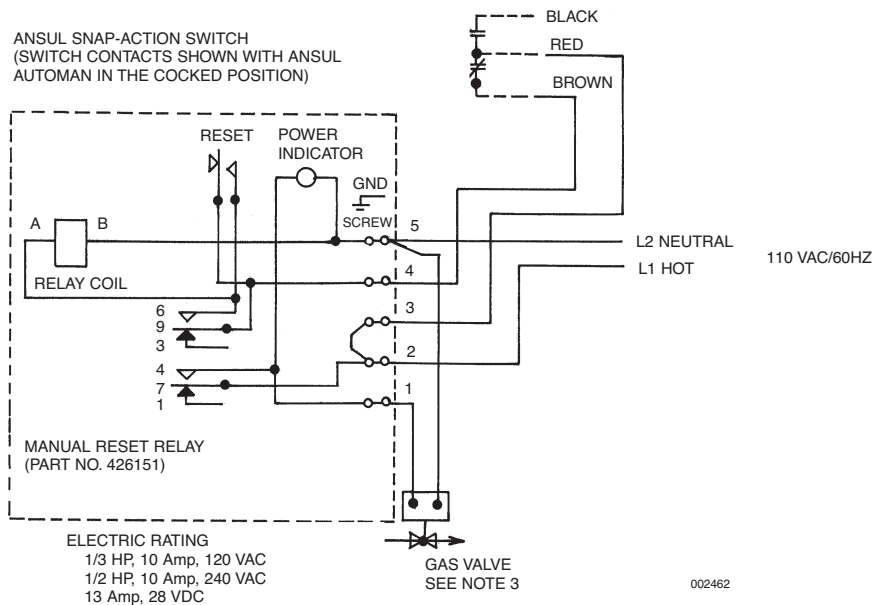 BLACK
ANSUL SNAP-ACTION SWITCH
(SWITCH CONTACTS SHOWN WITH ANSUL
AUTOMAN IN THE COCKED POSITION)
RED
BROWN
RESET
POWER
INDICATOR
GND
SCREW
5
A
B
L2 NEUTRAL
110 VAC/60HZ
L1 HOT
4
RELAY COIL
6
9
3
3
4
7
1
2
1
MANUAL RESET RELAY
(PART NO. 426151)
ELECTRIC RATING
1/3 HP, 10 Amp, 120 VAC
1/2 HP, 10 Amp, 240 VAC
13 Amp, 28 VDC
GAS VALVE
SEE NOTE 3
002462